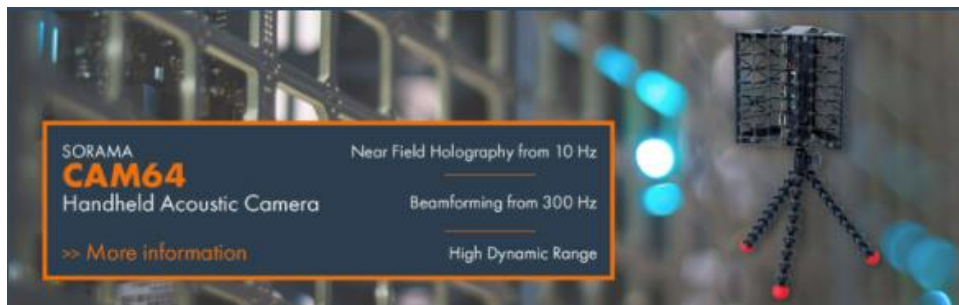 SORAMA
CAM64
Handheld Acoustic Camera
>> More information
Near Field Holography from 10 Hz
Beamforming from 300 Hz
High Dynamic Range